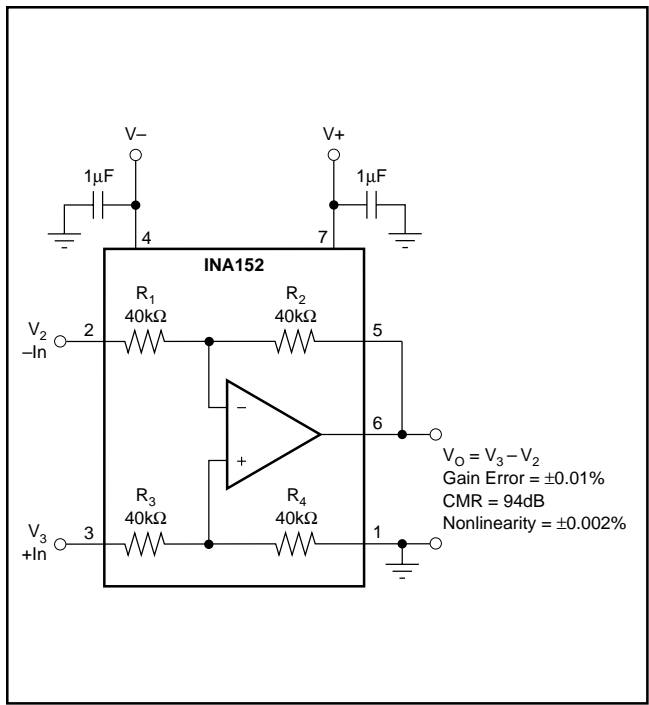 V– V+
1µF 1µF
4 7
INA152
R1 R2
40kΩ 40kΩ
V2 2 5
–In
–
6
+
VO = V3 – V2
Gain Error = ±0.01%
CMR = 94dB
Nonlinearity = ±0.002%
R3 R4
40kΩ 40kΩ
V3 3 1
+In